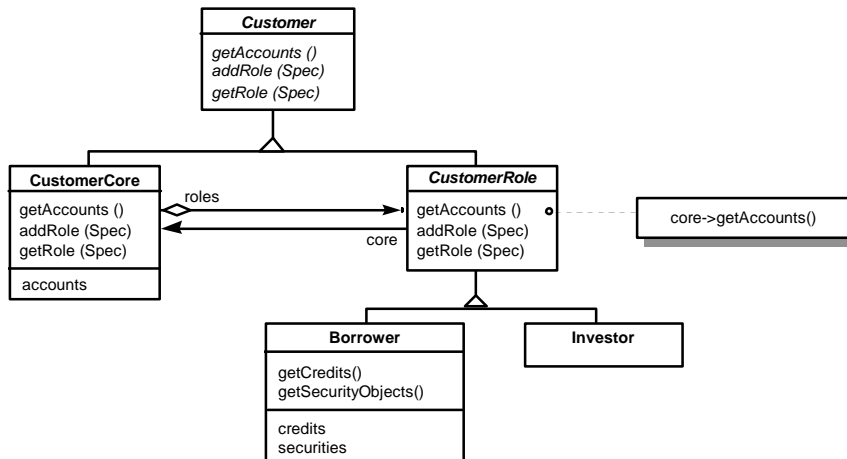 Customer
getAccounts ()
addRole (Spec)
getRole (Spec)
CustomerCore
getAccounts ()
addRole (Spec)
getRole (Spec)
accounts
roles
core
CustomerRole
getAccounts ()
addRole (Spec)
getRole (Spec)
core->getAccounts()
Borrower
getCredits()
getSecurityObjects()
credits
securities
Investor